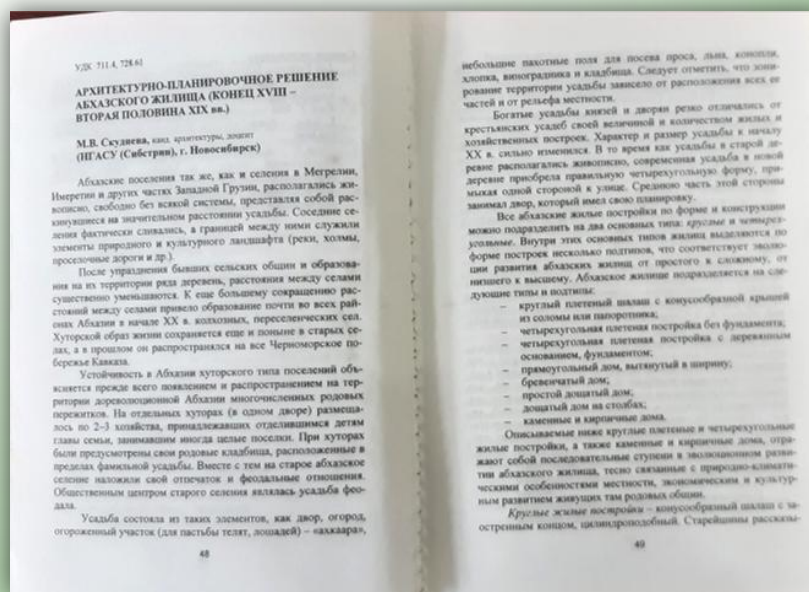 УДК 711.4, 728.61
АРХИТЕКТУРНО-ПЛАНИРОВОЧНОЕ РЕШЕНИЕ
АБХАЗСКОГО ЖИЛИЩА (КОНЕЦ XVIII –
ВТОРАЯ ПОЛОВИНА XIX вв.)
М.В. Скуднева, канд. архитектуры, доцент
(НГАСУ (Сибстрин), г. Новосибирск)
Абхазские поселения так же, как и селения в Мегрелии,
Имеретии и других частях Западной Грузии, располагались жи-
вописно, свободно без всякой системы, представляя собой рас-
кинувшиеся на значительном расстоянии усадьбы. Соседние се-
ления фактически сливались, а границей между ними служили
элементы природного и культурного ландшафта (реки, холмы,
проселочные дороги и др.).
После упразднения бывших сельских общин и образова-
ния на их территории ряда деревень, расстояния между селами
существенно уменьшаются. К еще большему сокращению рас-
стояний между селами привело образование почти во всех рай-
онах Абхазии в начале XX в. колхозных, переселенческих сел.
Хуторской образ жизни сохраняется еще и поныне в старых се-
лах, а в прошлом он распространялся на все Черноморское по-
бережье Кавказа.
Устойчивость в Абхазии хуторского типа поселений объ-
ясняется прежде всего появлением и распространением на тер-
ритории дореволюционной Абхазии многочисленных родовых
пережитков. На отдельных хуторах (в одном дворе) размеща-
лось по 2–3 хозяйства, принадлежавших отделившимся детям
главы семьи, занимавшим иногда целые поселки. При хуторах
были предусмотрены свои родовые кладбища, расположенные в
пределах фамильной усадьбы. Вместе с тем на старое абхазское
селение наложили свой отпечаток и феодальные отношения.
Общественным центром старого селения являлась усадьба фео-
дала.
Усадьба состояла из таких элементов, как двор, огород,
огороженный участок (для пастьбы телят, лошадей) – «ахкаара»,
48
небольшие пахотные поля для посева проса, льна, конопли,
хлопка, виноградника и кладбища. Следует отметить, что зони-
рование территории усадьбы зависело от расположения всех ее
частей и от рельефа местности.
Богатые усадьбы князей и дворян резко отличались от
крестьянских усадеб своей величиной и количеством жилых и
хозяйственных построек. Характер и размер усадьбы к началу
XX в. сильно изменился. В то время как усадьбы в старой де-
ревне располагались живописно, современная усадьба в новой
деревне приобрела правильную четырехугольную форму, при-
мыкая одной стороной к улице. Среднюю часть этой стороны
занимал двор, который имел свою планировку.
Все абхазские жилые постройки по форме и конструкции
можно подразделить на два основных типа: круглые и четырех-
угольные. Внутри этих основных типов жилищ выделяются по
форме построек несколько подтипов, что соответствует эволю-
ции развития абхазских жилищ от простого к сложному, от
низшего к высшему. Абхазское жилище подразделяется на сле-
дующие типы и подтипы:
– круглый плетеный шалаш с конусообразной крышей
из соломы или папоротника;
– четырехугольная плетеная постройка без фундамента;
– четырехугольная плетеная постройка с деревянным
основанием, фундаментом;
– прямоугольный дом, вытянутый в ширину;
– бревенчатый дом;
– простой дощатый дом;
– дощатый дом на столбах;
– каменные и кирпичные дома.
Описываемые ниже круглые плетеные и четырехугольные
жилые постройки, а также каменные и кирпичные дома, отра-
жают собой последовательные ступени в эволюционном разви-
тии абхазского жилища, тесно связанные с природно-климати-
ческими особенностями местности, экономическим и культур-
ным развитием живущих там родовых общин.
Круглые жилые постройки – конусообразный шалаш с за-
остренным концом, цилиндроподобный. Старейшины рассказы-
49